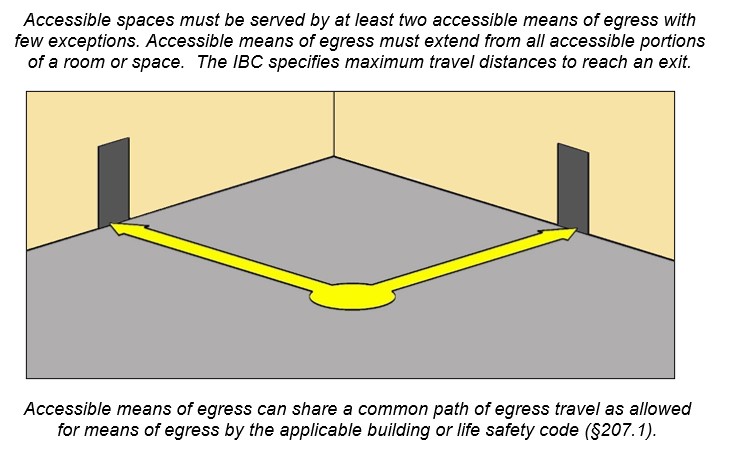 Accessible spaces must be served by at least two accessible means of egress with
few exceptions. Accessible means of egress must extend from all accessible portions
of a room or space.  The IBC specifies maximum travel distances to reach an exit.
Accessible means of egress can share a common path of egress travel as allowed
for means of egress by the applicable building or life safety code (§207.1).